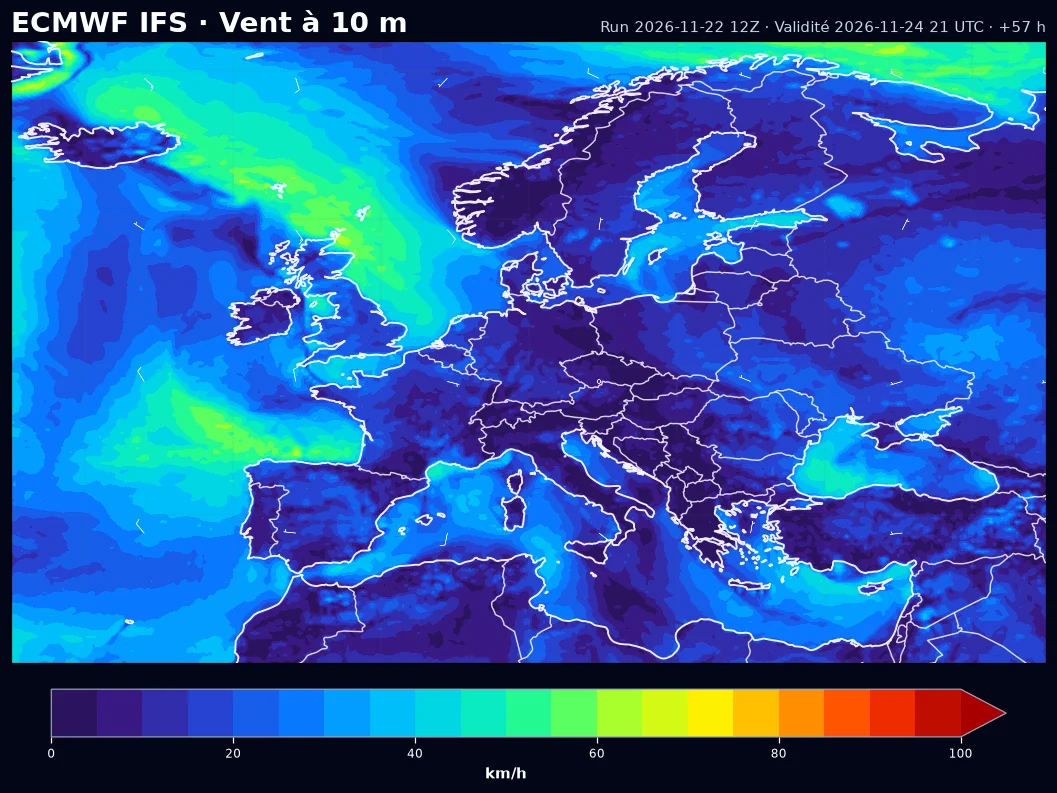 ECMWF IFS · Vent à 10 m
Run 2026-11-22 12Z · Validité 2026-11-24 21 UTC · +57 h
0 20 40 60 80 100
km/h